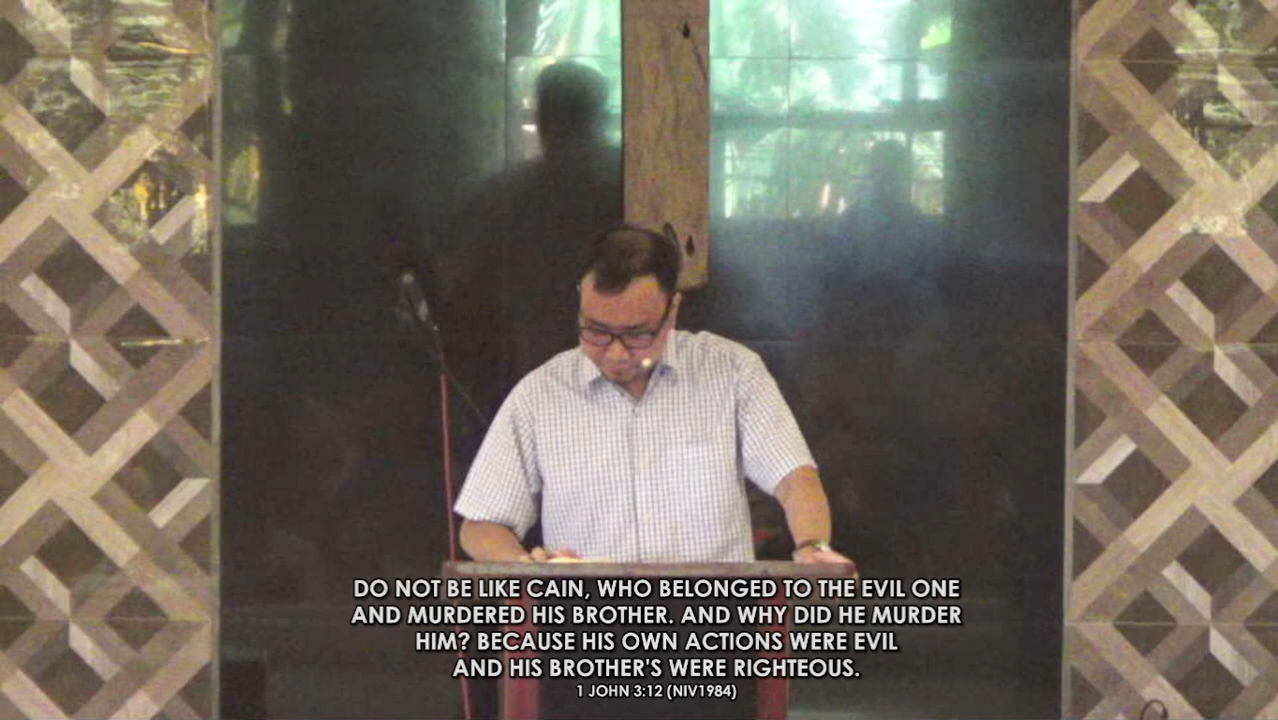 DO NOT BE LIKE CAIN, WHO BELONGED TO THE EVIL ONE
AND MURDERED HIS BROTHER. AND WHY DID HE MURDER
HIM? BECAUSE HIS OWN ACTIONS WERE EVIL
AND HIS BROTHER'S WERE RIGHTEOUS.
1 JOHN 3:12 (NIV1984)